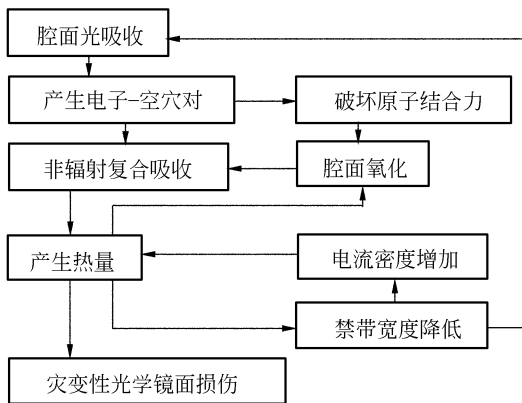 腔面光吸收
产生电子-空穴对
破坏原子结合力
非辐射复合吸收
腔面氧化
产生热量
电流密度增加
禁带宽度降低
灾变性光学镜面损伤